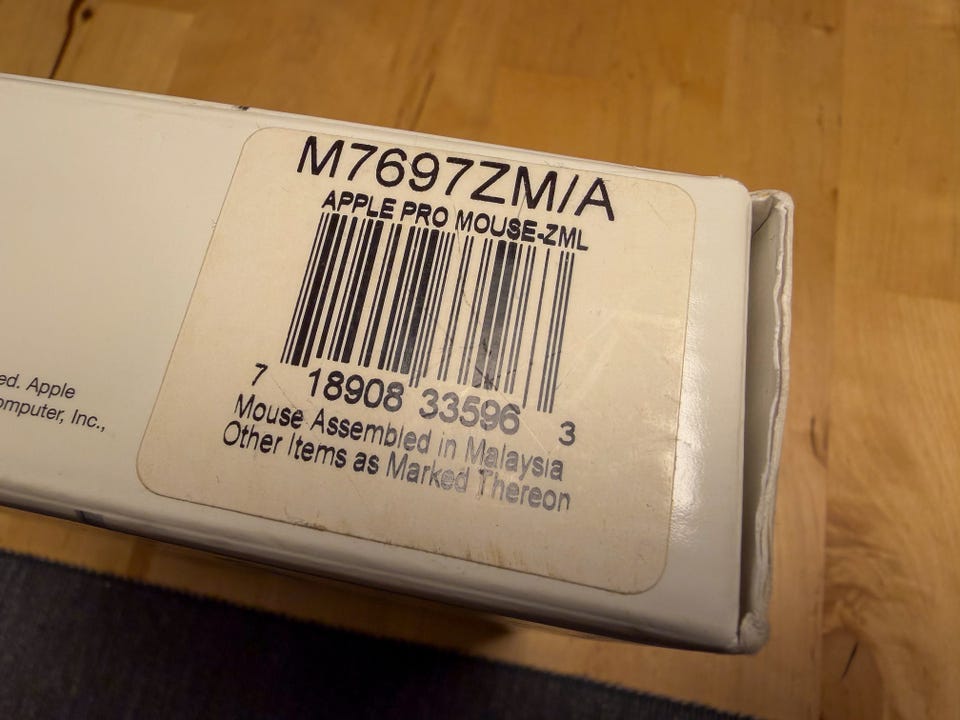 M7697ZM/A
APPLE PRO MOUSE-ZML
7 18908 33596 3
Mouse Assembled in Malaysia
Other Items as Marked Thereon
ed. Apple
omputer, Inc.,